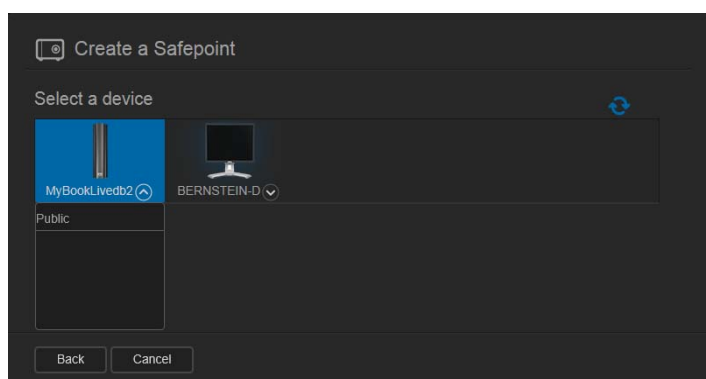 Create a Safepoint
Select a device
MyBookLivedb2 BERNSTEIN-D
Public
Back Cancel